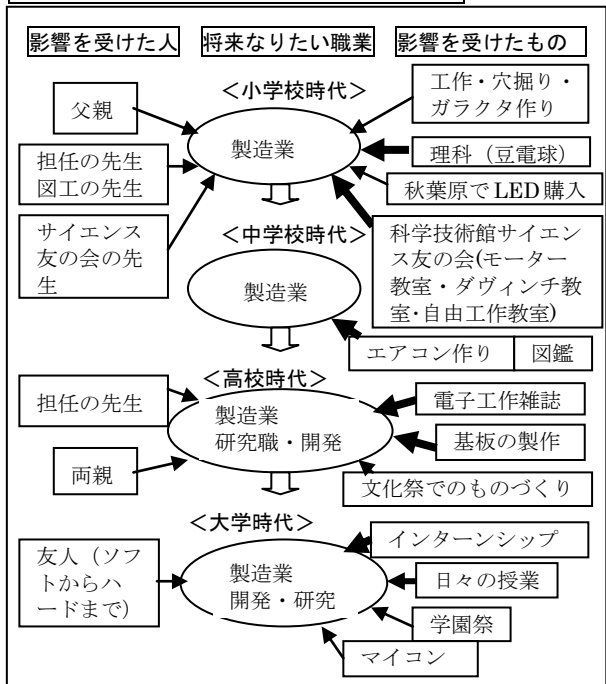 影響を受けた人
将来なりたい職業
影響を受けたもの
＜小学校時代＞
父親
担任の先生
図工の先生
サイエンス
友の会の先
生
製造業
工作・穴掘り・
ガラクタ作り
理科（豆電球）
秋葉原でLED購入
科学技術館サイエン
ス友の会(モーター
教室・ダヴィンチ教
室・自由工作教室)
＜中学校時代＞
製造業
エアコン作り
図鑑
＜高校時代＞
担任の先生
両親
製造業
研究職・開発
電子工作雑誌
基板の製作
文化祭でのものづくり
＜大学時代＞
友人（ソフ
トからハ
ードまで）
製造業
開発・研究
インターンシップ
日々の授業
学園祭
マイコン